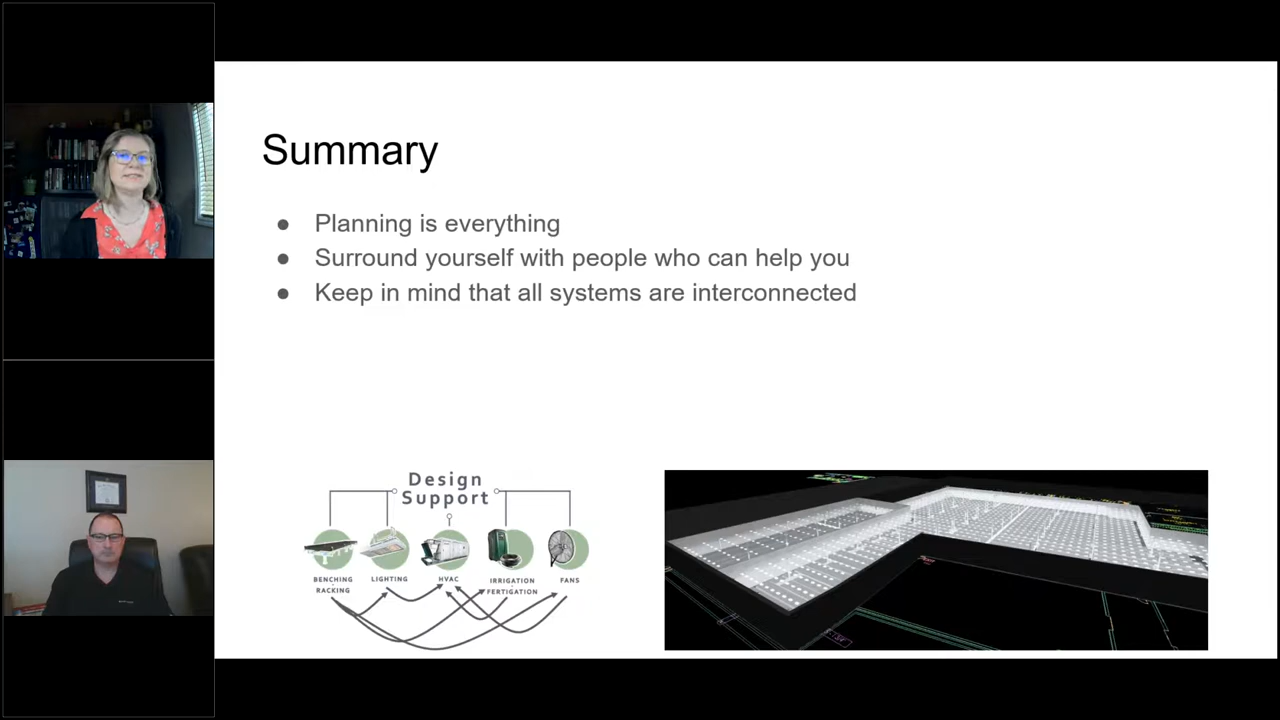 Summary
● Planning is everything
● Surround yourself with people who can help you
● Keep in mind that all systems are interconnected
Design
Support
BENCHING
RACKING
LIGHTING
HVAC
IRRIGATION
FERTIGATION
FANS